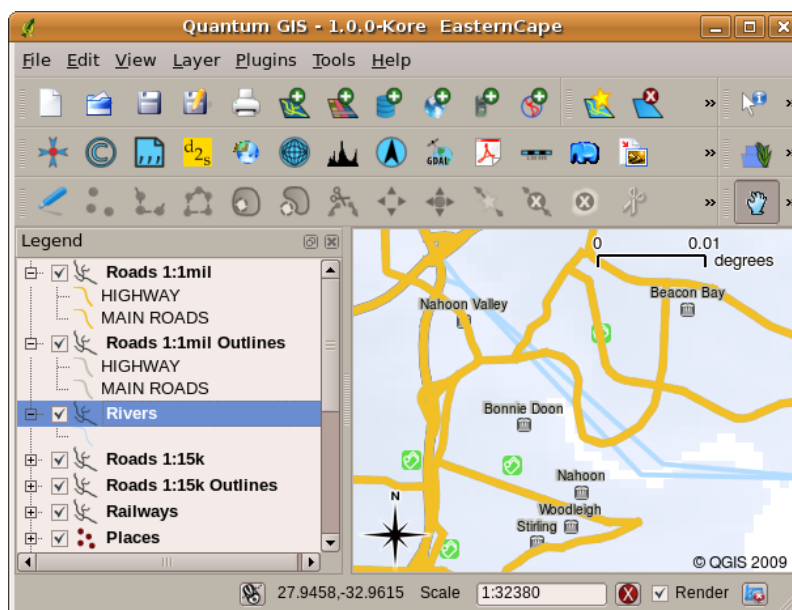 Quantum GIS - 1.0.0-Kore EasternCape
File Edit View Layer Plugins Tools Help
d2s
GDAL
Legend
Roads 1:1mil
HIGHWAY
MAIN ROADS
Roads 1:1mil Outlines
HIGHWAY
MAIN ROADS
Rivers
Roads 1:15k
Roads 1:15k Outlines
Railways
Places
0 0.01
degrees
Nahoon Valley
Beacon Bay
Bonnie Doon
Nahoon
Woodleigh
Stirling
N
© QGIS 2009
27.9458,-32.9615 Scale 1:32380 Render